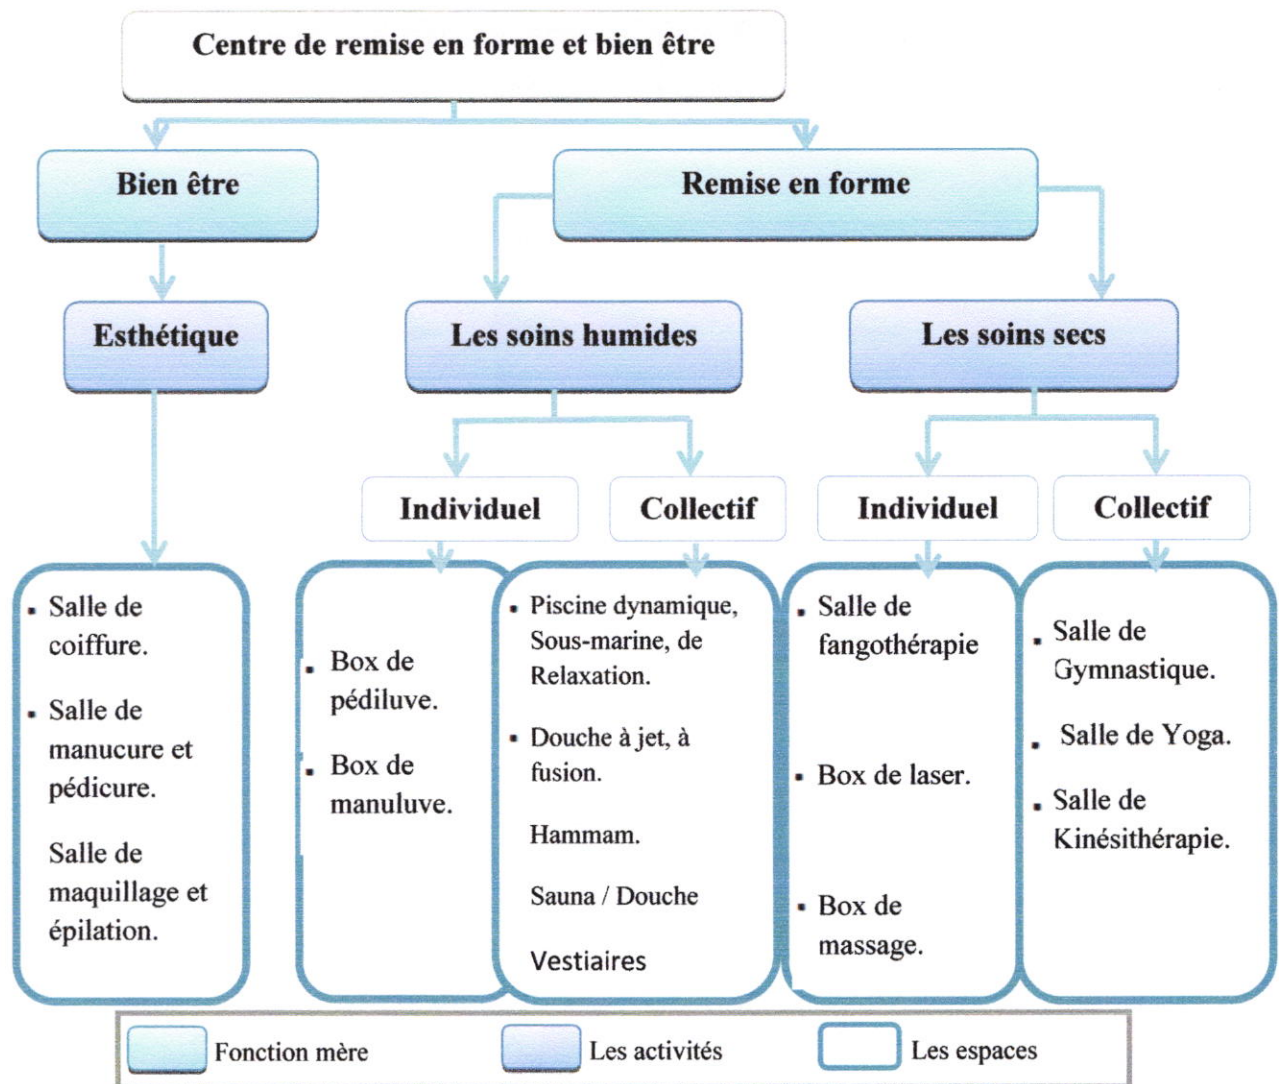 Centre de remise en forme et bien être
Bien être
Remise en forme
Esthétique
Les soins humides
Les soins secs
Individuel
Collectif
Individuel
Collectif
▪ Salle de
coiffure.
▪ Salle de
manucure et
pédicure.
Salle de
maquillage et
épilation.
▪ Box de
pédiluve.
▪ Box de
manuluve.
▪ Piscine dynamique,
Sous-marine, de
Relaxation.
▪ Douche à jet, à
fusion.
Hammam.
Sauna / Douche
Vestiaires
▪ Salle de
fangothérapie
▪ Box de laser.
▪ Box de
massage.
▪ Salle de
Gymnastique.
▪ Salle de Yoga.
▪ Salle de
Kinésithérapie.
Fonction mère
Les activités
Les espaces